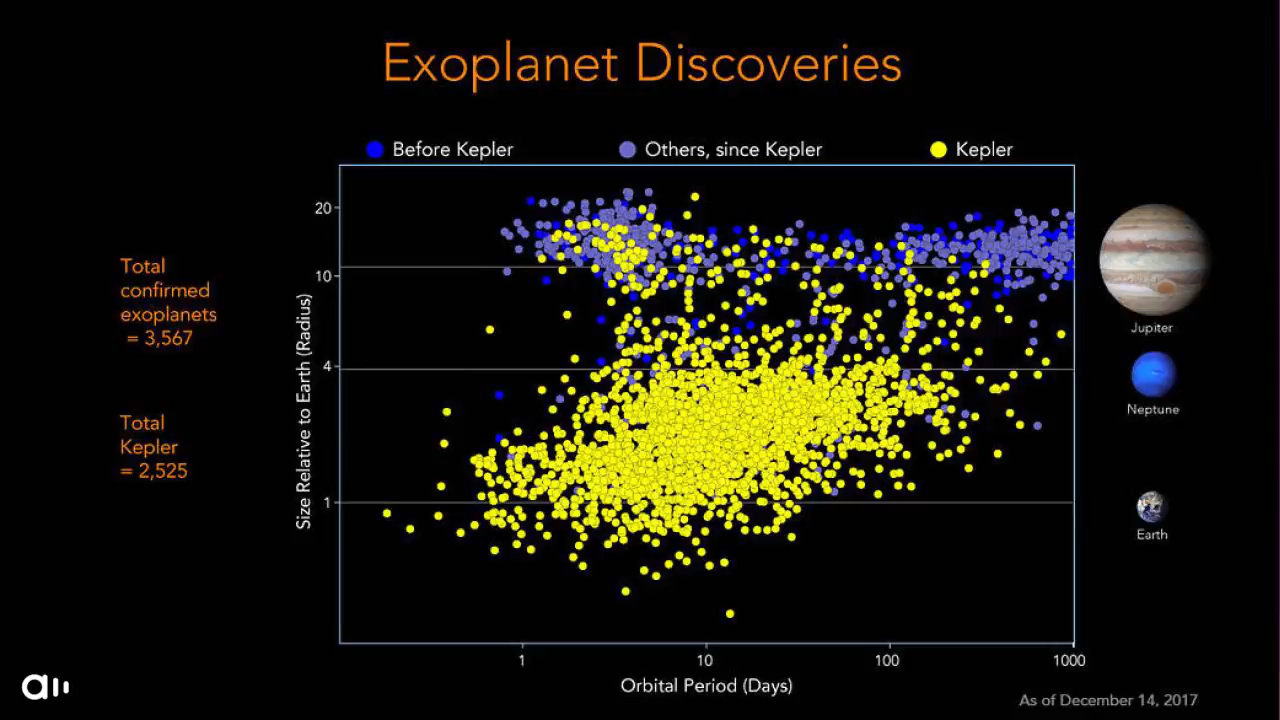 Exoplanet Discoveries
Before Kepler
Others, since Kepler
Kepler
Total
confirmed
exoplanets
= 3,567
Total
Kepler
= 2,525
Size Relative to Earth (Radius)
20
10
4
1
1
10
100
1000
Orbital Period (Days)
Jupiter
Neptune
Earth
As of December 14, 2017